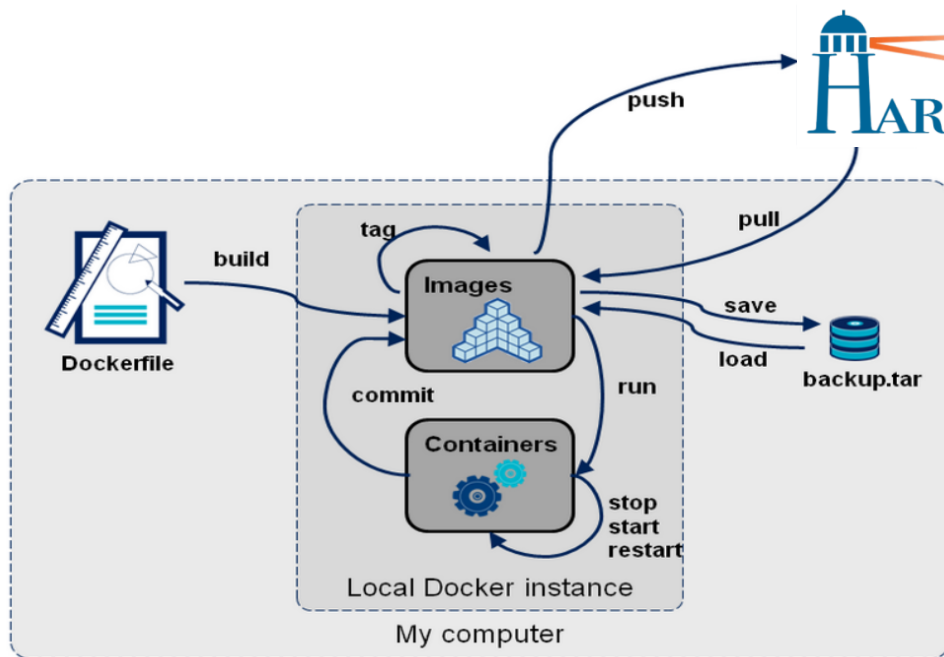 HAR
push
pull
tag
build
Images
save
Dockerfile
load
backup.tar
commit
run
Containers
stop
start
restart
Local Docker instance
My computer